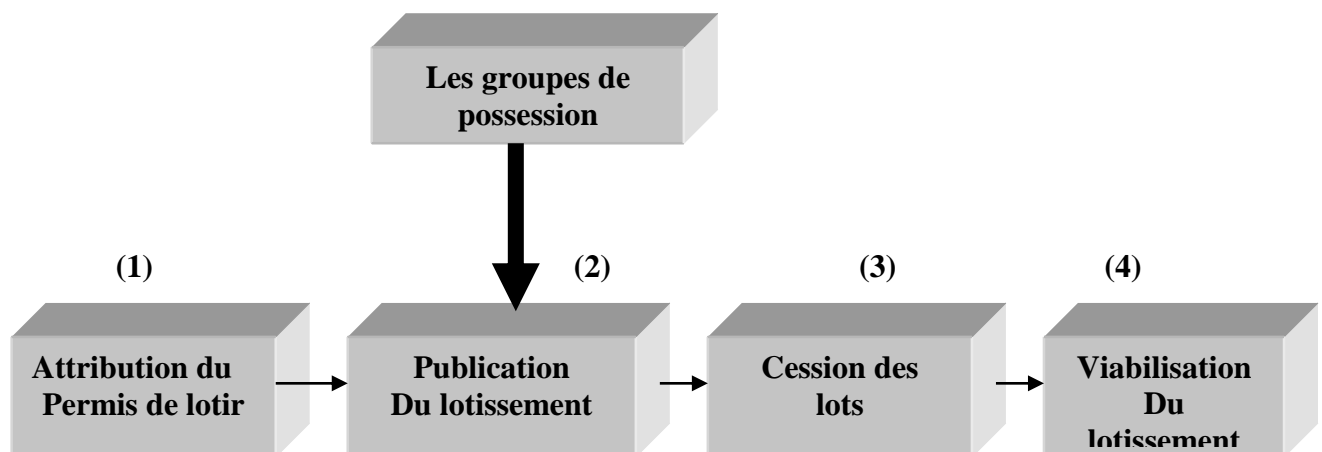 Les groupes de
possession
(1)
(2)
(3)
(4)
Attribution du
Permis de lotir
Publication
Du lotissement
Cession des
lots
Viabilisation
Du
lotissement